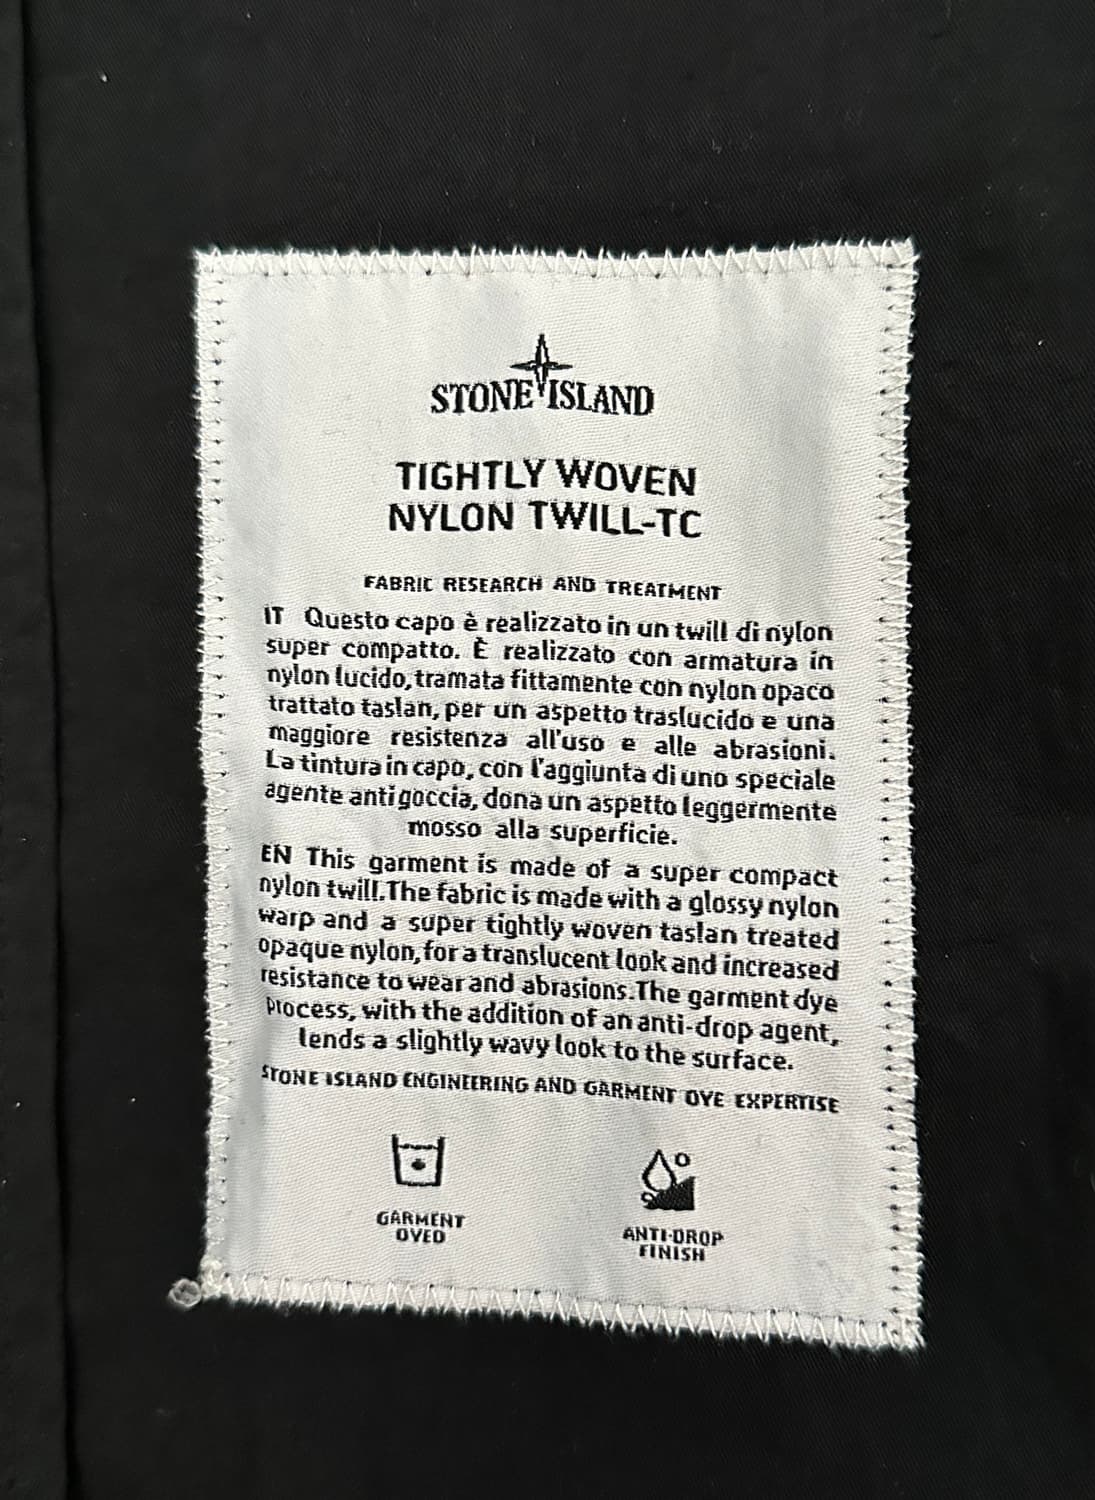 STONE ISLAND
TIGHTLY WOVEN
NYLON TWILL-TC
FABRIC RESEARCH AND TREATMENT
IT Questo capo è realizzato in un twill di nylon
super compatto. È realizzato con armatura in
nylon lucido, tramata fittamente con nylon opaco
trattato taslan, per un aspetto traslucido e una
maggiore resistenza all'uso e alle abrasioni.
La tintura in capo, con l'aggiunta di uno speciale
agente anti goccia, dona un aspetto leggermente
mosso alla superficie.
EN This garment is made of a super compact
nylon twill. The fabric is made with a glossy nylon
warp and a super tightly woven taslan treated
opaque nylon, for a translucent look and increased
resistance to wear and abrasions. The garment dye
process, with the addition of an anti-drop agent,
lends a slightly wavy look to the surface.
STONE ISLAND ENGINEERING AND GARMENT DYE EXPERTISE
GARMENT
DYED
ANTI-DROP
FINISH